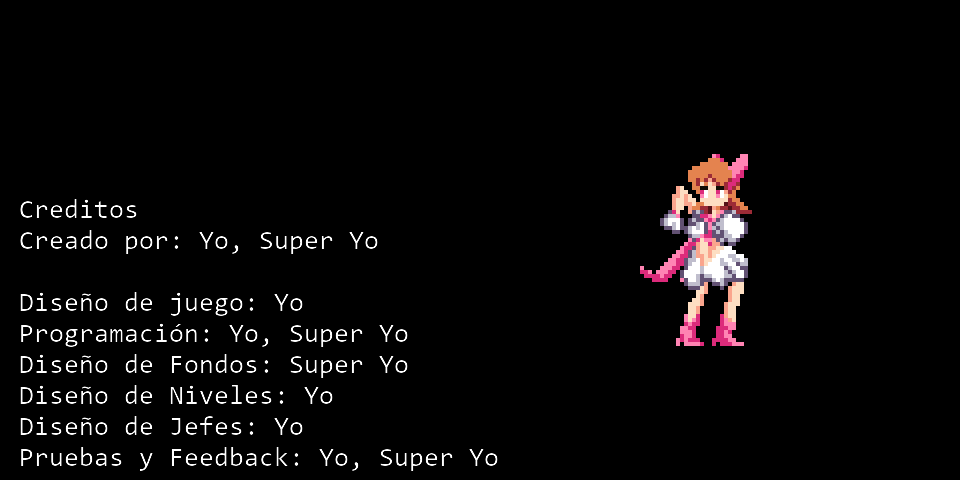 Creditos
Creado por: Yo, Super Yo
Diseño de juego: Yo
Programación: Yo, Super Yo
Diseño de Fondos: Super Yo
Diseño de Niveles: Yo
Diseño de Jefes: Yo
Pruebas y Feedback: Yo, Super Yo